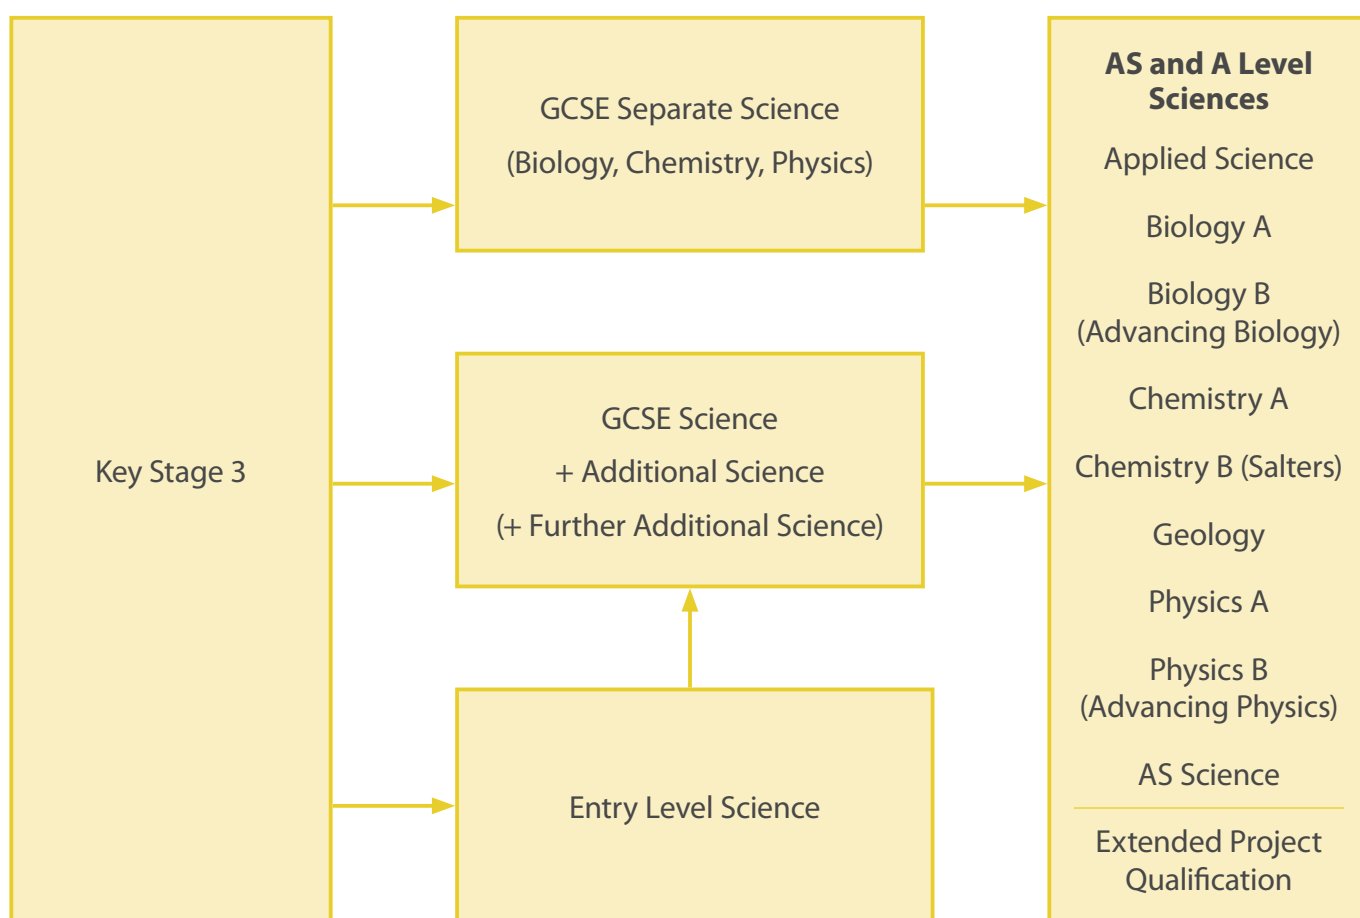 Key Stage 3
GCSE Separate Science
(Biology, Chemistry, Physics)
GCSE Science
+ Additional Science
(+ Further Additional Science)
Entry Level Science
AS and A Level
Sciences
Applied Science
Biology A
Biology B
(Advancing Biology)
Chemistry A
Chemistry B (Salters)
Geology
Physics A
Physics B
(Advancing Physics)
AS Science
Extended Project
Qualification